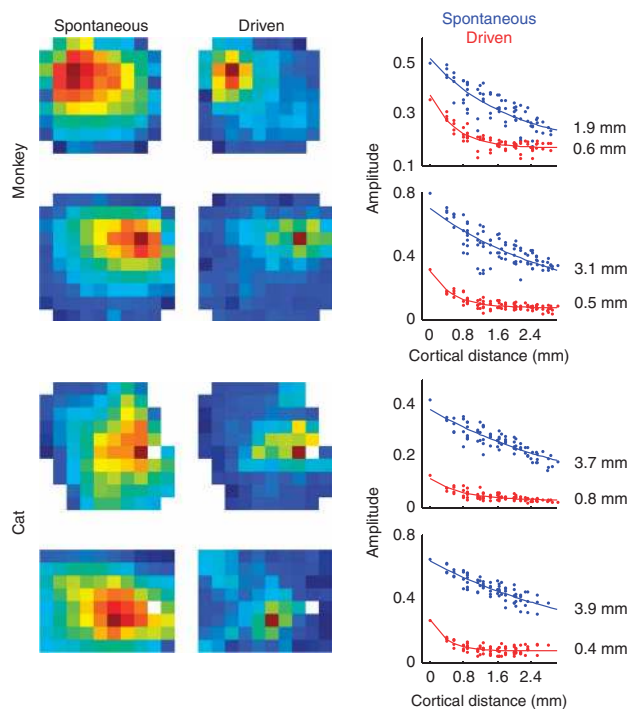 Spontaneous
Driven
Spontaneous
Driven
Monkey
Amplitude
0.5
0.3
0.1
1.9 mm
0.6 mm
0.8
0.4
0
3.1 mm
0.5 mm
0 0.8 1.6 2.4
Cortical distance (mm)
Cat
Amplitude
0.4
0.2
0
3.7 mm
0.8 mm
0.8
0.4
0
3.9 mm
0.4 mm
0 0.8 1.6 2.4
Cortical distance (mm)